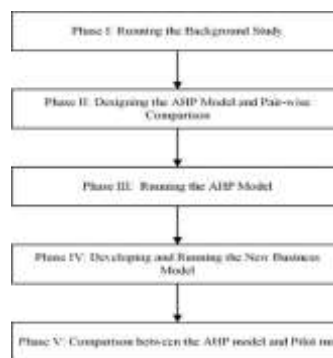 Phase I: Running the Background Study
Phase II: Designing the AHP Model and Pair-wise
Comparison
Phase III: Running the AHP Model
Phase IV: Developing and Running the New Business
Model
Phase V: Comparison between the AHP model and Pilot